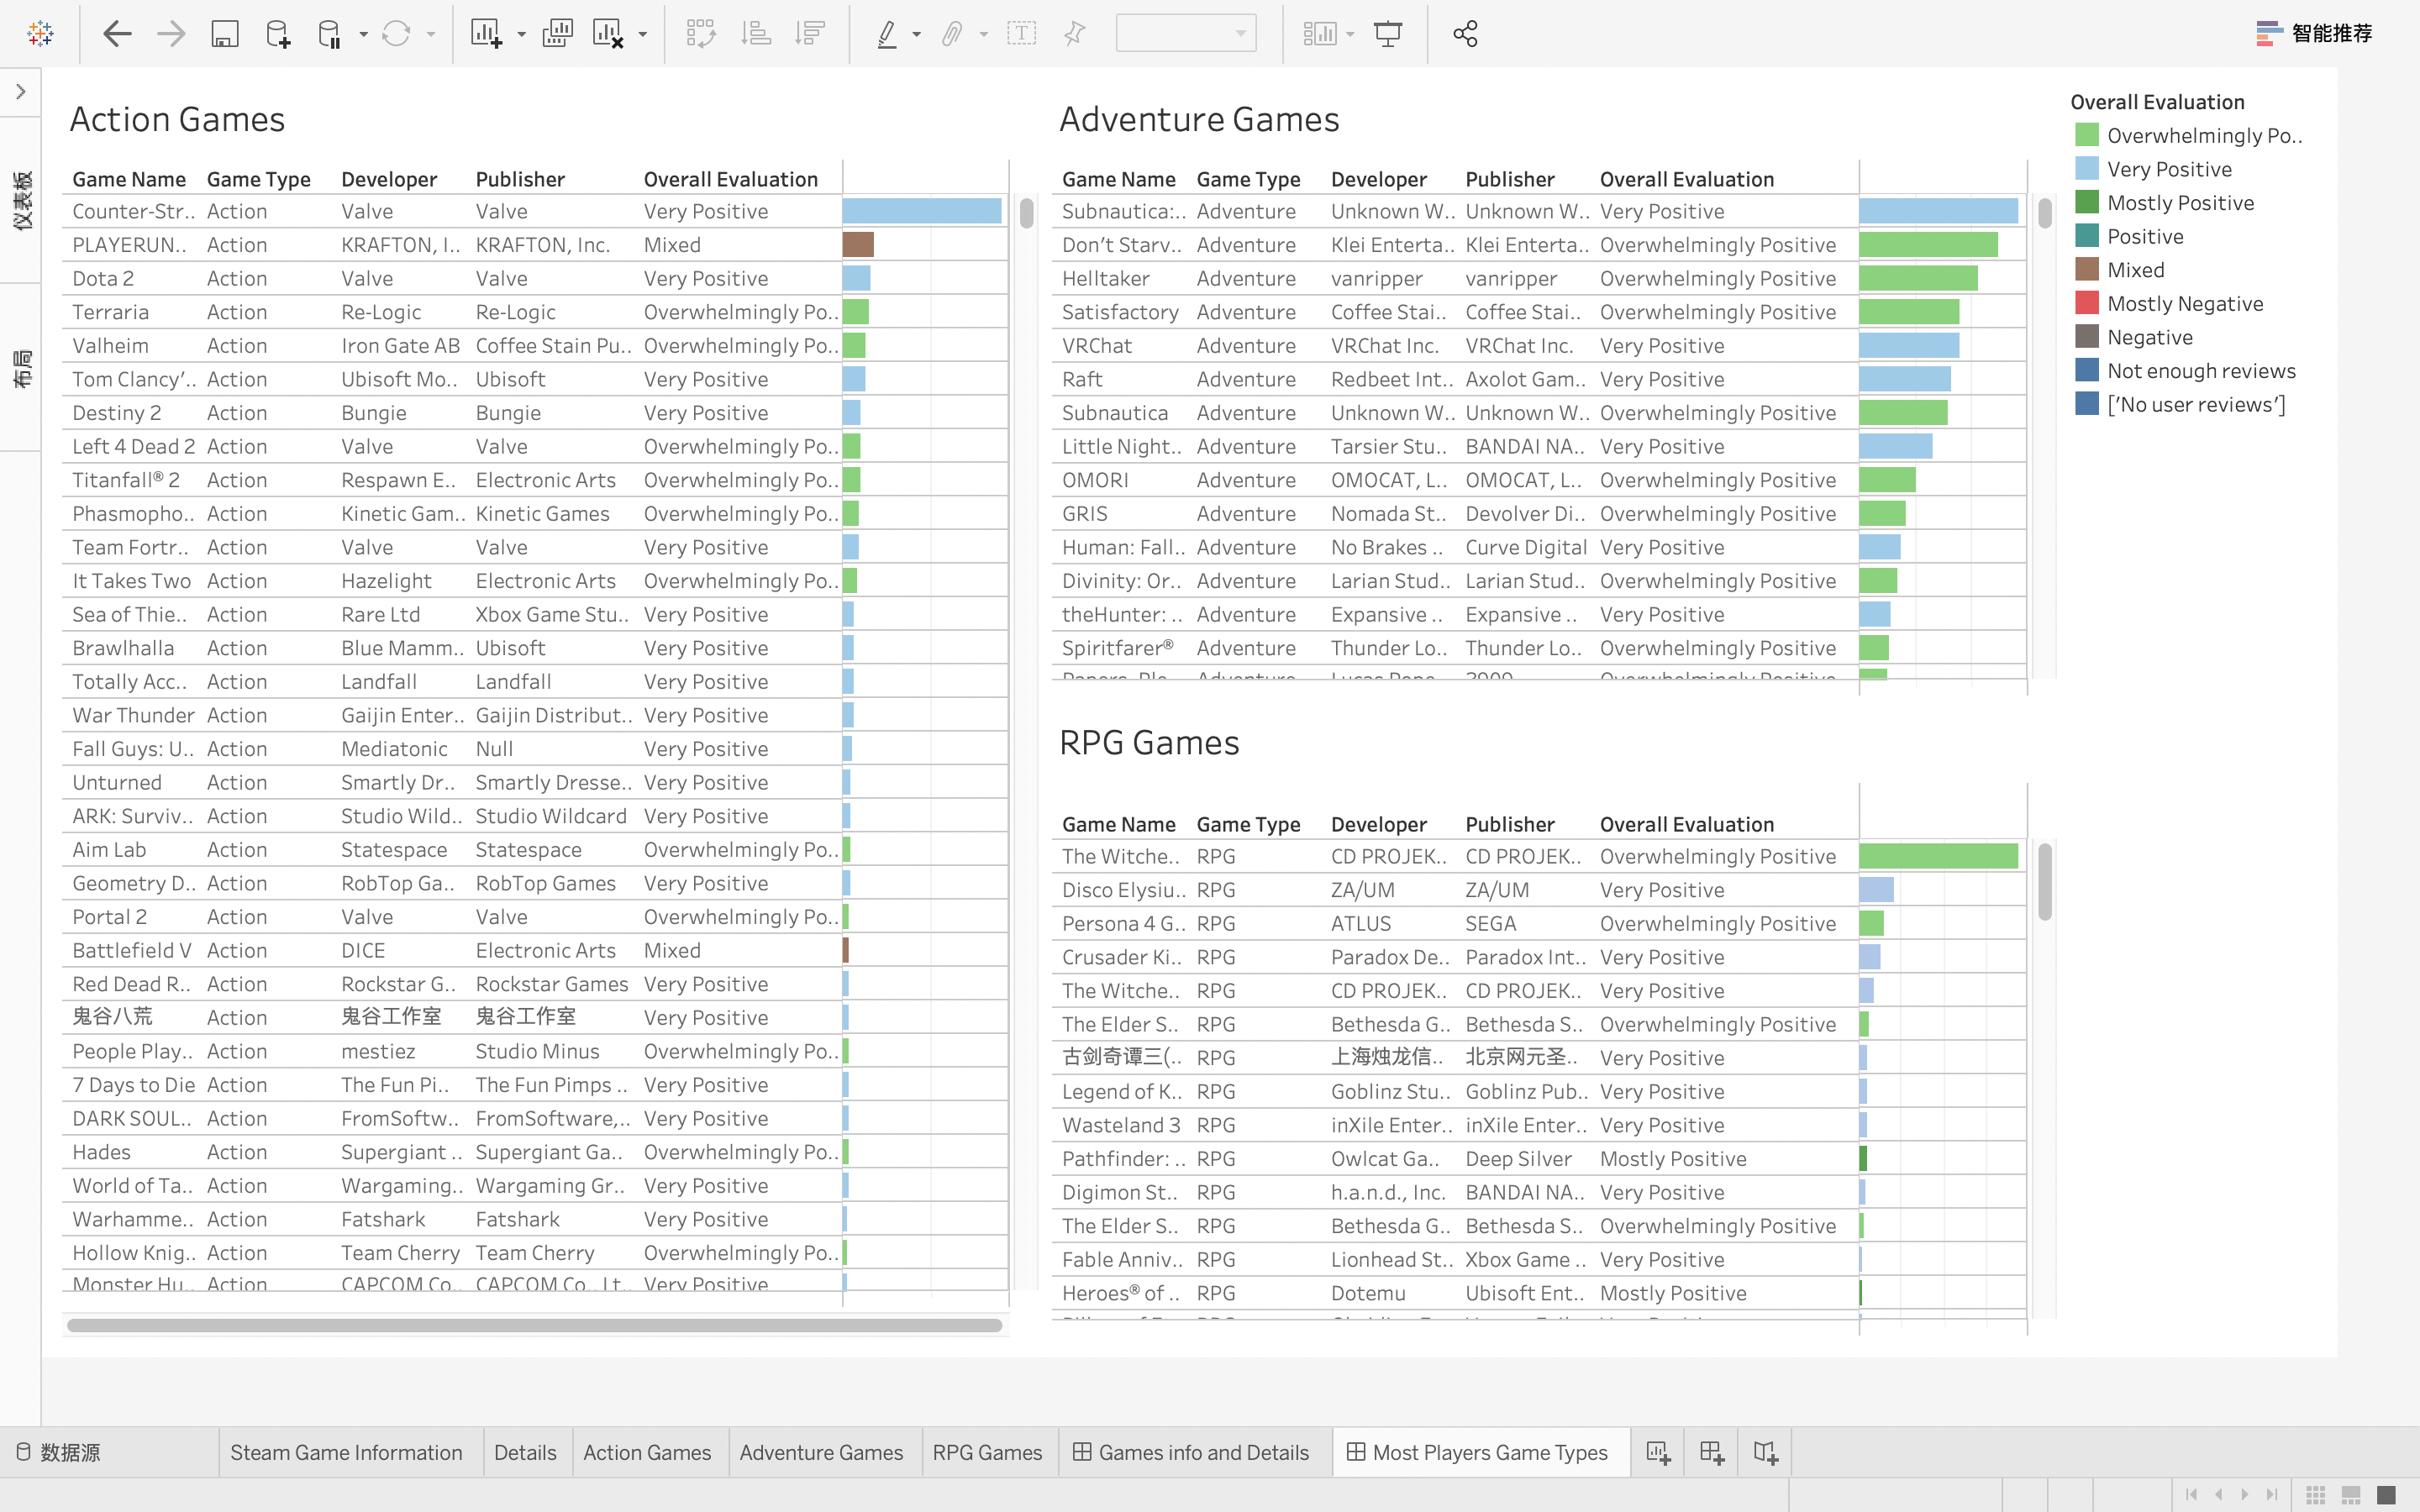 智能推荐
仪表板
布局
Action Games
Game Name Game Type Developer Publisher Overall Evaluation
Counter-Str.. Action Valve Valve Very Positive
PLAYERUN.. Action KRAFTON, I.. KRAFTON, Inc. Mixed
Dota 2 Action Valve Valve Very Positive
Terraria Action Re-Logic Re-Logic Overwhelmingly Po..
Valheim Action Iron Gate AB Coffee Stain Pu.. Overwhelmingly Po..
Tom Clancy’.. Action Ubisoft Mo.. Ubisoft Very Positive
Destiny 2 Action Bungie Bungie Very Positive
Left 4 Dead 2 Action Valve Valve Overwhelmingly Po..
Titanfall® 2 Action Respawn E.. Electronic Arts Overwhelmingly Po..
Phasmopho.. Action Kinetic Gam.. Kinetic Games Overwhelmingly Po..
Team Fortr.. Action Valve Valve Very Positive
It Takes Two Action Hazelight Electronic Arts Overwhelmingly Po..
Sea of Thie.. Action Rare Ltd Xbox Game Stu.. Very Positive
Brawlhalla Action Blue Mamm.. Ubisoft Very Positive
Totally Acc.. Action Landfall Landfall Very Positive
War Thunder Action Gaijin Enter.. Gaijin Distribut.. Very Positive
Fall Guys: U.. Action Mediatonic Null Very Positive
Unturned Action Smartly Dr.. Smartly Dresse.. Very Positive
ARK: Surviv.. Action Studio Wild.. Studio Wildcard Very Positive
Aim Lab Action Statespace Statespace Overwhelmingly Po..
Geometry D.. Action RobTop Ga.. RobTop Games Very Positive
Portal 2 Action Valve Valve Overwhelmingly Po..
Battlefield V Action DICE Electronic Arts Mixed
Red Dead R.. Action Rockstar G.. Rockstar Games Very Positive
鬼谷八荒 Action 鬼谷工作室 鬼谷工作室 Very Positive
People Play.. Action mestiez Studio Minus Overwhelmingly Po..
7 Days to Die Action The Fun Pi.. The Fun Pimps .. Very Positive
DARK SOUL.. Action FromSoftw.. FromSoftware,.. Very Positive
Hades Action Supergiant .. Supergiant Ga.. Overwhelmingly Po..
World of Ta.. Action Wargaming.. Wargaming Gr.. Very Positive
Warhamme.. Action Fatshark Fatshark Very Positive
Hollow Knig.. Action Team Cherry Team Cherry Overwhelmingly Po..
Monster Hu.. Action CAPCOM Co.. CAPCOM Co., Lt.. Very Positive
Adventure Games
Game Name Game Type Developer Publisher Overall Evaluation
Subnautica:.. Adventure Unknown W.. Unknown W.. Very Positive
Don’t Starv.. Adventure Klei Enterta.. Klei Enterta.. Overwhelmingly Positive
Helltaker Adventure vanripper vanripper Overwhelmingly Positive
Satisfactory Adventure Coffee Stai.. Coffee Stai.. Overwhelmingly Positive
VRChat Adventure VRChat Inc. VRChat Inc. Very Positive
Raft Adventure Redbeet Int.. Axolot Gam.. Very Positive
Subnautica Adventure Unknown W.. Unknown W.. Overwhelmingly Positive
Little Night.. Adventure Tarsier Stu.. BANDAI NA.. Very Positive
OMORI Adventure OMOCAT, L.. OMOCAT, L.. Overwhelmingly Positive
GRIS Adventure Nomada St.. Devolver Di.. Overwhelmingly Positive
Human: Fall.. Adventure No Brakes .. Curve Digital Very Positive
Divinity: Or.. Adventure Larian Stud.. Larian Stud.. Overwhelmingly Positive
theHunter: .. Adventure Expansive .. Expansive .. Very Positive
Spiritfarer® Adventure Thunder Lo.. Thunder Lo.. Overwhelmingly Positive
Adventure Overwhelmingly Positive
RPG Games
Game Name Game Type Developer Publisher Overall Evaluation
The Witche.. RPG CD PROJEK.. CD PROJEK.. Overwhelmingly Positive
Disco Elysiu.. RPG ZA/UM ZA/UM Very Positive
Persona 4 G.. RPG ATLUS SEGA Overwhelmingly Positive
Crusader Ki.. RPG Paradox De.. Paradox Int.. Very Positive
The Witche.. RPG CD PROJEK.. CD PROJEK.. Very Positive
The Elder S.. RPG Bethesda G.. Bethesda S.. Overwhelmingly Positive
古剑奇谭三(.. RPG 上海烛龙信.. 北京网元圣.. Very Positive
Legend of K.. RPG Goblinz Stu.. Goblinz Pub.. Very Positive
Wasteland 3 RPG inXile Enter.. inXile Enter.. Very Positive
Pathfinder: .. RPG Owlcat Ga.. Deep Silver Mostly Positive
Digimon St.. RPG h.a.n.d., Inc. BANDAI NA.. Very Positive
The Elder S.. RPG Bethesda G.. Bethesda S.. Overwhelmingly Positive
Fable Anniv.. RPG Lionhead St.. Xbox Game .. Very Positive
Heroes® of .. RPG Dotemu Ubisoft Ent.. Mostly Positive
Overall Evaluation
Overwhelmingly Po..
Very Positive
Mostly Positive
Positive
Mixed
Mostly Negative
Negative
Not enough reviews
['No user reviews']
数据源 Steam Game Information Details Action Games Adventure Games RPG Games Games info and Details Most Players Game Types